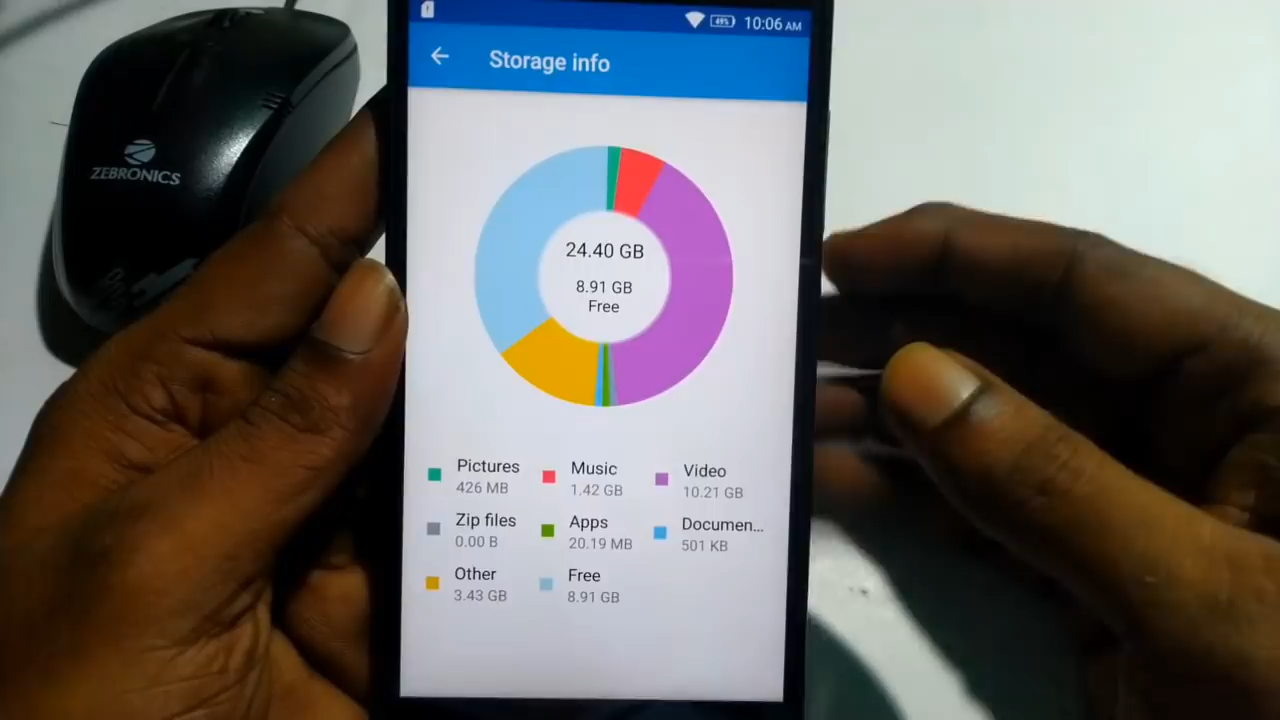 49%
10:06 AM
Storage info
ZEBRONICS
24.40 GB
8.91 GB
Free
Pictures
426 MB
Music
1.42 GB
Video
10.21 GB
Zip files
0.00 B
Apps
20.19 MB
Documen...
501 KB
Other
3.43 GB
Free
8.91 GB